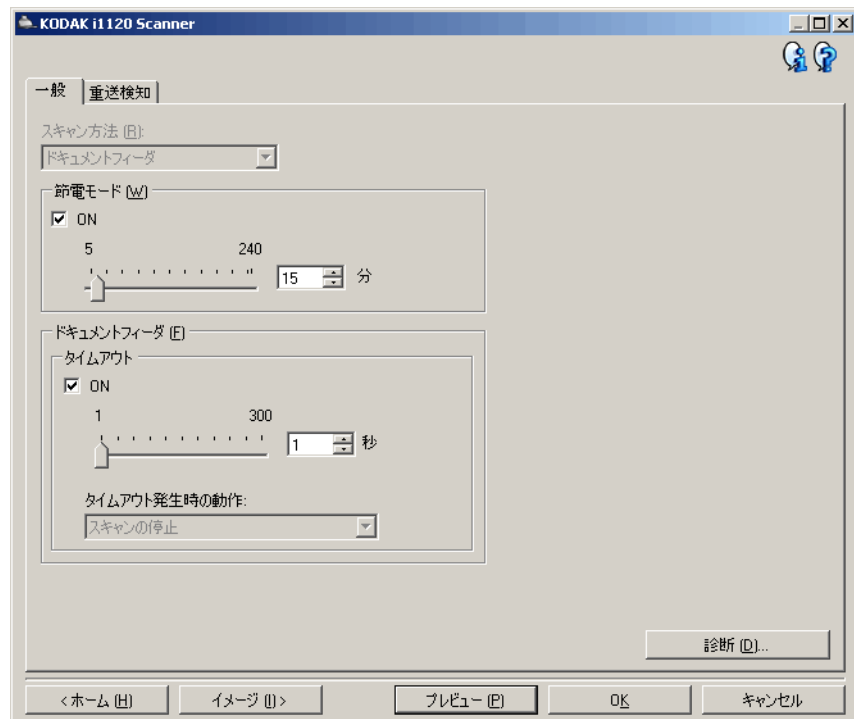 KODAK i1120 Scanner
一般
重送検知
スキャン方法 (R):
ドキュメントフィーダ
節電モード (W)
ON
5 240
15 分
ドキュメントフィーダ (F)
タイムアウト
ON
1 300
1 秒
タイムアウト発生時の動作:
スキャンの停止
診断 (D)...
<ホーム (H) イメージ (I)> プレビュー (P) OK キャンセル